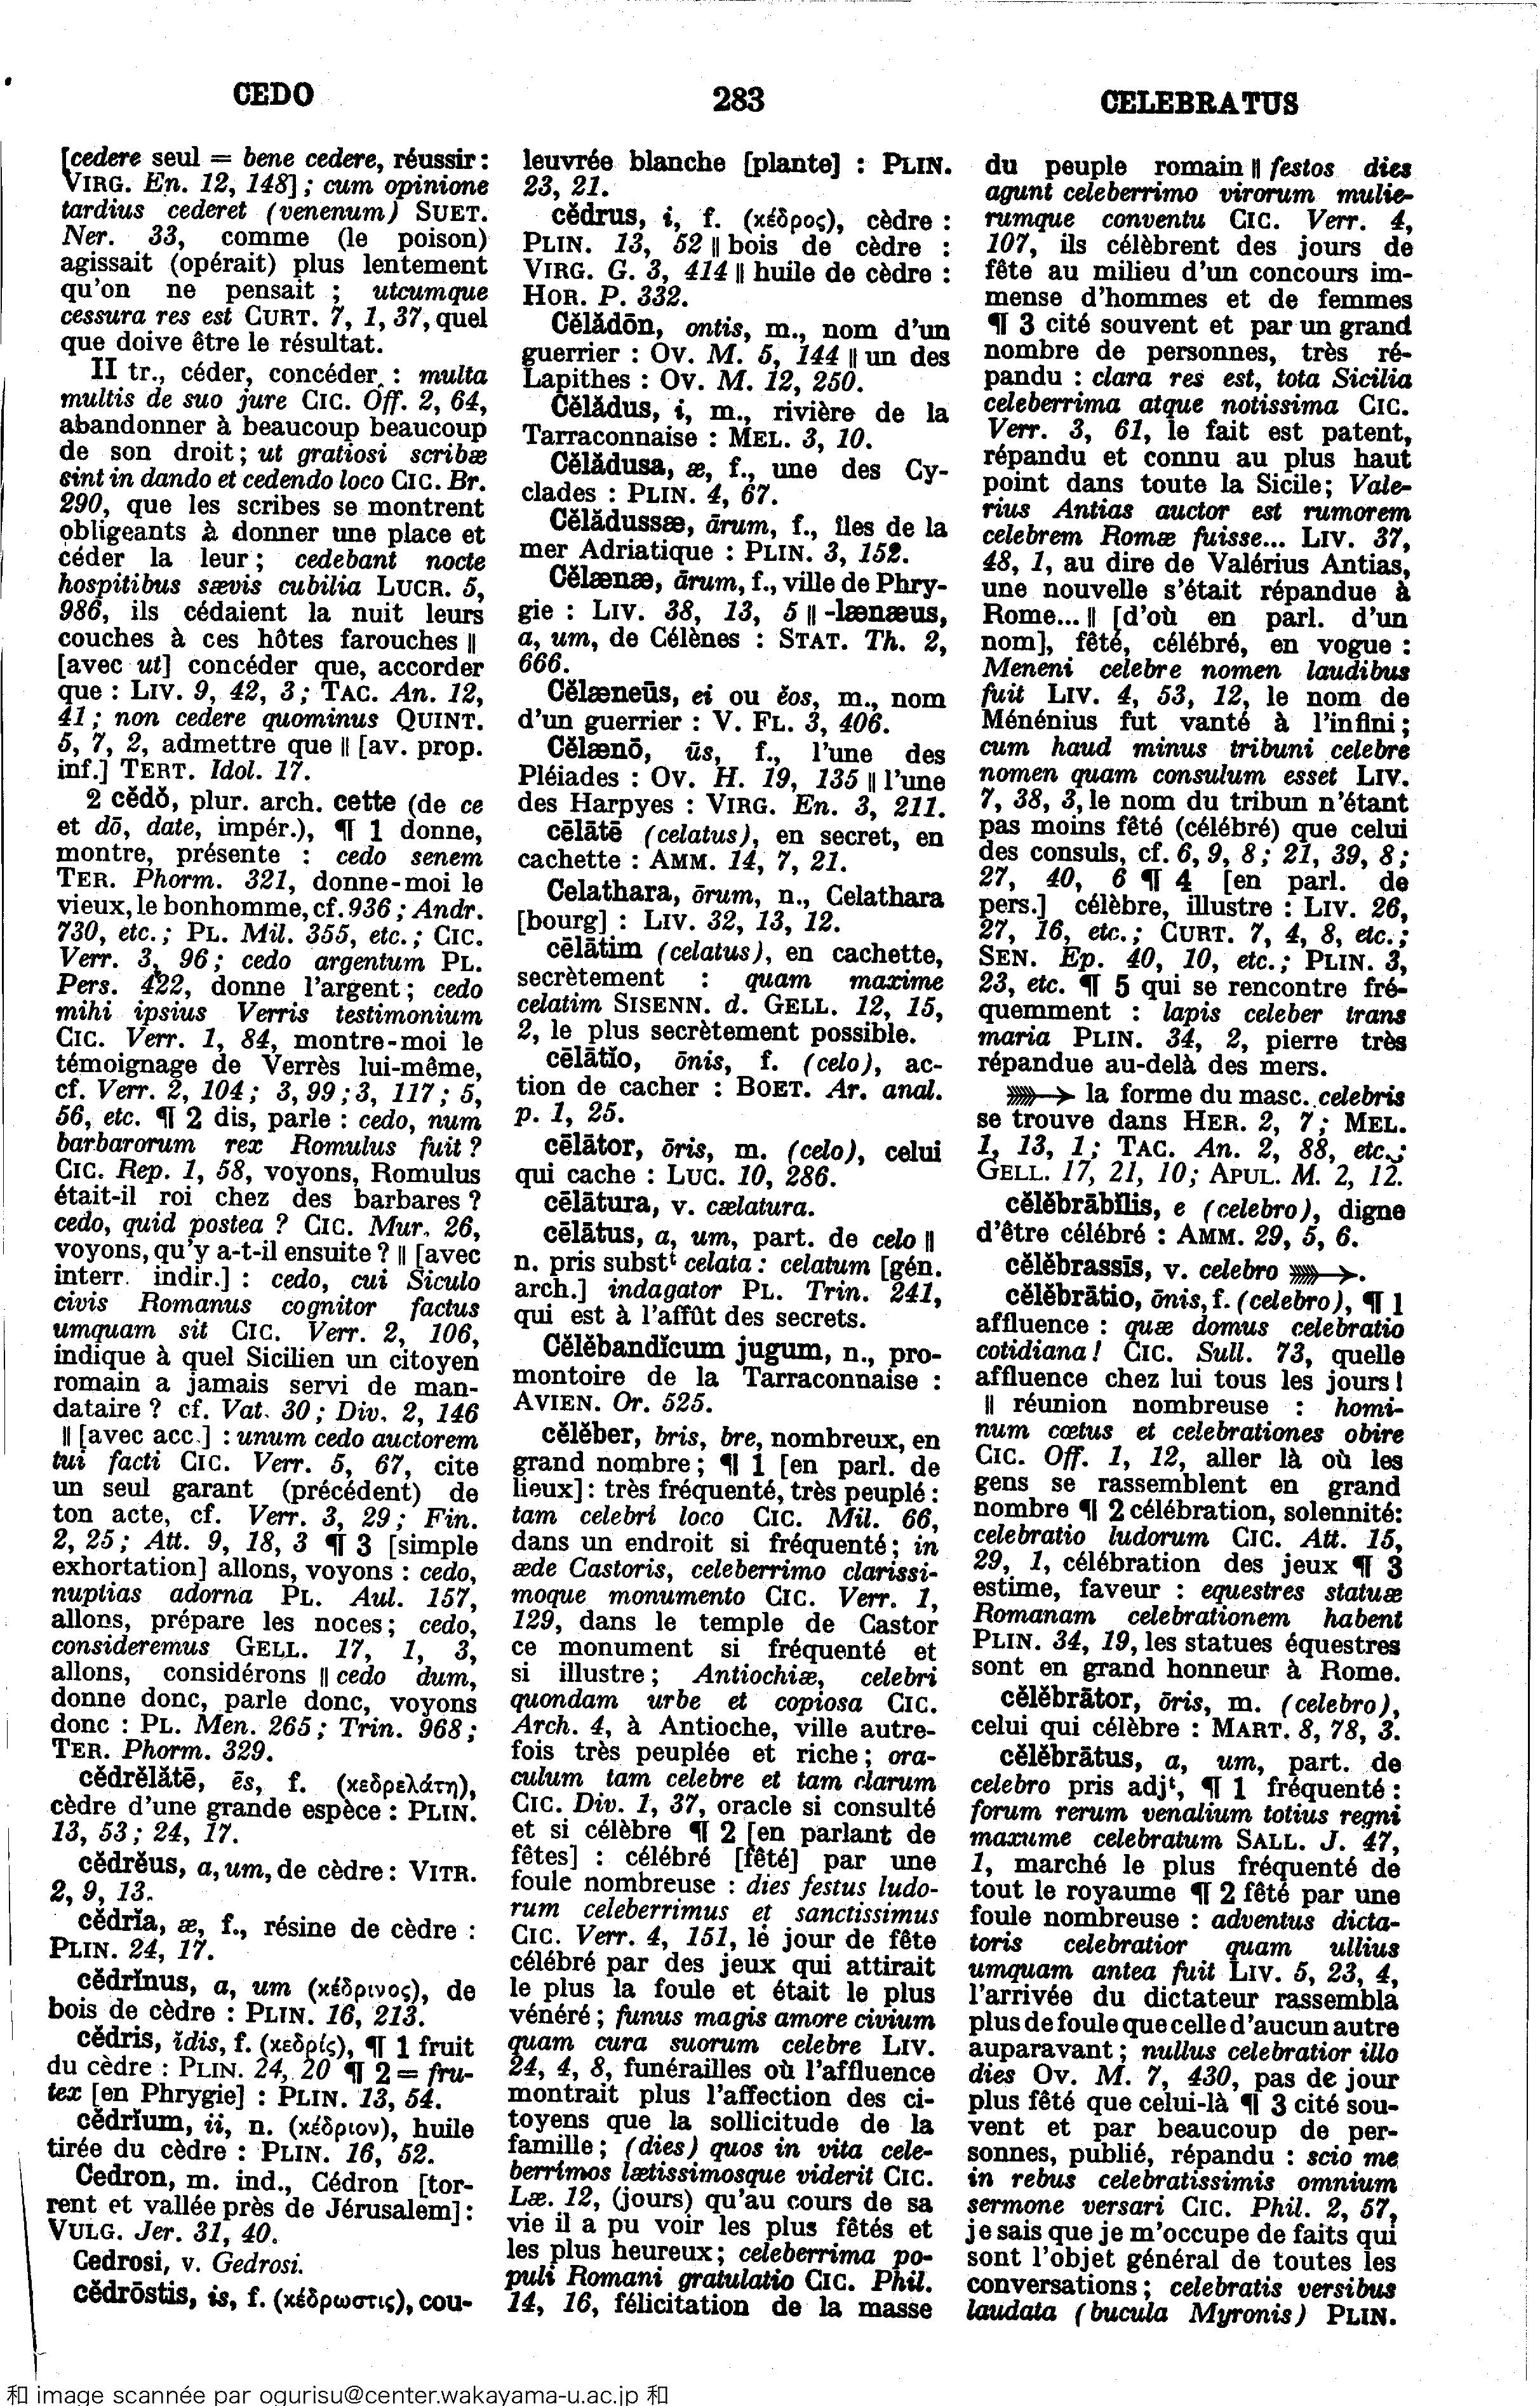 CEDO
283
CELEBRATUS
[cedere seul = bene cedere, réussir :
VIRG. En. 12, 148] ; cum opinione
tardius cederet (venenum) SUET.
Ner. 33, comme (le poison)
agissait (opérait) plus lentement
qu'on ne pensait ; utcumque
cessura res est CURT. 7, 1, 37, quel
que doive être le résultat.
II tr., céder, concéder : multa
multis de suo jure CIC. Off. 2, 64,
abandonner à beaucoup beaucoup
de son droit ; ut gratiosi scribæ
sint in dando et cedendo loco CIC. Br.
290, que les scribes se montrent
obligeants à donner une place et
céder la leur ; cedebant nocte
hospitibus sævis cubilia LUCR. 5,
986, ils cédaient la nuit leurs
couches à ces hôtes farouches ||
[avec ut] concéder que, accorder
que : LIV. 9, 42, 3 ; TAC. An. 12,
41 ; non cedere quominus QUINT.
5, 7, 2, admettre que || [av. prop.
inf.] TERT. Idol. 17.
2 cĕdŏ, plur. arch. cette (de ce
et dō, date, impér.), ¶ 1 donne,
montre, présente : cedo senem
TER. Phorm. 321, donne-moi le
vieux, le bonhomme, cf. 936 ; Andr.
730, etc. ; PL. Mil. 355, etc. ; CIC.
Verr. 3, 96 ; cedo argentum PL.
Pers. 422, donne l'argent ; cedo
mihi ipsius Verris testimonium
CIC. Verr. 1, 84, montre-moi le
témoignage de Verrès lui-même,
cf. Verr. 2, 104 ; 3, 99 ; 3, 117 ; 5,
56, etc. ¶ 2 dis, parle : cedo, num
barbarorum rex Romulus fuit ?
CIC. Rep. 1, 58, voyons, Romulus
était-il roi chez des barbares ?
cedo, quid postea ? CIC. Mur. 26,
voyons, qu'y a-t-il ensuite ? || [avec
interr. indir.] : cedo, cui Siculo
civis Romanus cognitor factus
umquam sit CIC. Verr. 2, 106,
indique à quel Sicilien un citoyen
romain a jamais servi de man-
dataire ? cf. Vat. 30 ; Div. 2, 146
|| [avec acc.] : unum cedo auctorem
tui facti CIC. Verr. 5, 67, cite
un seul garant (précédent) de
ton acte, cf. Verr. 3, 29 ; Fin.
2, 25 ; Att. 9, 18, 3 ¶ 3 [simple
exhortation] allons, voyons : cedo,
nuptias adorna PL. Aul. 157,
allons, prépare les noces ; cedo,
consideremus GELL. 17, 1, 3,
allons, considérons || cedo dum,
donne donc, parle donc, voyons
donc : PL. Men. 265 ; Trin. 968 ;
TER. Phorm. 329.
cĕdrĕlătē, ēs, f. (κεδρελάτη),
cèdre d'une grande espèce : PLIN.
13, 53 ; 24, 17.
cĕdrĕus, a, um, de cèdre : VITR.
2, 9, 13.
cĕdrĭa, æ, f., résine de cèdre :
PLIN. 24, 17.
cĕdrĭnus, a, um (κέδρινος), de
bois de cèdre : PLIN. 16, 213.
cĕdris, ĭdis, f. (κεδρίς), ¶ 1 fruit
du cèdre : PLIN. 24, 20 ¶ 2 = fru-
tex [en Phrygie] : PLIN. 13, 54.
cĕdrĭum, ii, n. (κέδριον), huile
tirée du cèdre : PLIN. 16, 52.
Cedron, m. ind., Cédron [tor-
rent et vallée près de Jérusalem] :
VULG. Jer. 31, 40.
Cedrosi, v. Gedrosi.
cĕdrōstis, is, f. (κέδρωστις), cou-
leuvrée blanche [plante] : PLIN.
23, 21.
cĕdrus, i, f. (κέδρος), cèdre :
PLIN. 13, 52 || bois de cèdre :
VIRG. G. 3, 414 || huile de cèdre :
HOR. P. 332.
Cĕlădōn, ontis, m., nom d'un
guerrier : OV. M. 5, 144 || un des
Lapithes : OV. M. 12, 250.
Cĕlădus, i, m., rivière de la
Tarraconnaise : MEL. 3, 10.
Cĕlădusa, æ, f., une des Cy-
clades : PLIN. 4, 67.
Cĕlădussæ, ārum, f., îles de la
mer Adriatique : PLIN. 3, 152.
Cĕlænæ, ārum, f., ville de Phry-
gie : LIV. 38, 13, 5 || -lænæus,
a, um, de Célènes : STAT. Th. 2,
666.
Cĕlæneūs, ei ou ĕos, m., nom
d'un guerrier : V. FL. 3, 406.
Cĕlænō, ūs, f., l'une des
Pléiades : OV. H. 19, 135 || l'une
des Harpyes : VIRG. En. 3, 211.
cēlātē (celatus), en secret, en
cachette : AMM. 14, 7, 21.
Celathara, ōrum, n., Celathara
[bourg] : LIV. 32, 13, 12.
cēlātim (celatus), en cachette,
secrètement : quam maxime
celatim SISENN. d. GELL. 12, 15,
2, le plus secrètement possible.
cēlātĭo, ōnis, f. (celo), ac-
tion de cacher : BOET. Ar. anal.
p. 1, 25.
cēlātor, ōris, m. (celo), celui
qui cache : LUC. 10, 286.
cēlātura, v. cælatura.
cēlātus, a, um, part. de celo ||
n. pris substt celata : celatum [gén.
arch.] indagator PL. Trin. 241,
qui est à l'affût des secrets.
Cĕlĕbandĭcum jugum, n., pro-
montoire de la Tarraconnaise :
AVIEN. Or. 525.
cĕlĕber, bris, bre, nombreux, en
grand nombre ; ¶ 1 [en parl. de
lieux] : très fréquenté, très peuplé :
tam celebri loco CIC. Mil. 66,
dans un endroit si fréquenté ; in
æde Castoris, celeberrimo clarissi-
moque monumento CIC. Verr. 1,
129, dans le temple de Castor
ce monument si fréquenté et
si illustre ; Antiochiæ, celebri
quondam urbe et copiosa CIC.
Arch. 4, à Antioche, ville autre-
fois très peuplée et riche ; ora-
culum tam celebre et tam clarum
CIC. Div. 1, 37, oracle si consulté
et si célèbre ¶ 2 [en parlant de
fêtes] : célébré [fêté] par une
foule nombreuse : dies festus ludo-
rum celeberrimus et sanctissimus
CIC. Verr. 4, 151, le jour de fête
célébré par des jeux qui attirait
le plus la foule et était le plus
vénéré ; funus magis amore civium
quam cura suorum celebre LIV.
24, 4, 8, funérailles où l'affluence
montrait plus l'affection des ci-
toyens que la sollicitude de la
famille ; (dies) quos in vita cele-
berrimos lætissimosque viderit CIC.
Læ. 12, (jours) qu'au cours de sa
vie il a pu voir les plus fêtés et
les plus heureux ; celeberrima po-
puli Romani gratulatio CIC. Phil.
14, 16, félicitation de la masse
du peuple romain || festos dies
agunt celeberrimo virorum mulie-
rumque conventu CIC. Verr. 4,
107, ils célèbrent des jours de
fête au milieu d'un concours im-
mense d'hommes et de femmes
¶ 3 cité souvent et par un grand
nombre de personnes, très ré-
pandu : clara res est, tota Sicilia
celeberrima atque notissima CIC.
Verr. 3, 61, le fait est patent,
répandu et connu au plus haut
point dans toute la Sicile ; Vale-
rius Antias auctor est rumorem
celebrem Romæ fuisse... LIV. 37,
48, 1, au dire de Valérius Antias,
une nouvelle s'était répandue à
Rome... || [d'où en parl. d'un
nom], fêté, célébré, en vogue :
Meneni celebre nomen laudibus
fuit LIV. 4, 53, 12, le nom de
Ménénius fut vanté à l'infini ;
cum haud minus tribuni celebre
nomen quam consulum esset LIV.
7, 38, 3, le nom du tribun n'étant
pas moins fêté (célébré) que celui
des consuls, cf. 6, 9, 8 ; 21, 39, 8 ;
27, 40, 6 ¶ 4 [en parl. de
pers.] célèbre, illustre : LIV. 26,
27, 16, etc. ; CURT. 7, 4, 8, etc. ;
SEN. Ep. 40, 10, etc. ; PLIN. 3,
23, etc. ¶ 5 qui se rencontre fré-
quemment : lapis celeber trans
maria PLIN. 34, 2, pierre très
répandue au-delà des mers.
➳ la forme du masc. celebris
se trouve dans HER. 2, 7 ; MEL.
1, 13, 1 ; TAC. An. 2, 88, etc. ;
GELL. 17, 21, 10 ; APUL. M. 2, 12.
cĕlĕbrābĭlis, e (celebro), digne
d'être célébré : AMM. 29, 5, 6.
cĕlĕbrassīs, v. celebro ➳.
cĕlĕbrātio, ōnis, f. (celebro), ¶ 1
affluence : quæ domus celebratio
cotidiana ! CIC. Sull. 73, quelle
affluence chez lui tous les jours !
|| réunion nombreuse : homi-
num cœtus et celebrationes obire
CIC. Off. 1, 12, aller là où les
gens se rassemblent en grand
nombre ¶ 2 célébration, solennité :
celebratio ludorum CIC. Att. 15,
29, 1, célébration des jeux ¶ 3
estime, faveur : equestres statuæ
Romanam celebrationem habent
PLIN. 34, 19, les statues équestres
sont en grand honneur à Rome.
cĕlĕbrātor, ōris, m. (celebro),
celui qui célèbre : MART. 8, 78, 3.
cĕlĕbrātus, a, um, part. de
celebro pris adjt, ¶ 1 fréquenté :
forum rerum venalium totius regni
maxume celebratum SALL. J. 47,
1, marché le plus fréquenté de
tout le royaume ¶ 2 fêté par une
foule nombreuse : adventus dicta-
toris celebratior quam ullius
umquam antea fuit LIV. 5, 23, 4,
l'arrivée du dictateur rassembla
plus de foule que celle d'aucun autre
auparavant ; nullus celebratior illo
dies OV. M. 7, 430, pas de jour
plus fêté que celui-là ¶ 3 cité sou-
vent et par beaucoup de per-
sonnes, publié, répandu : scio me
in rebus celebratissimis omnium
sermone versari CIC. Phil. 2, 57,
je sais que je m'occupe de faits qui
sont l'objet général de toutes les
conversations ; celebratis versibus
laudata (bucula Myronis) PLIN.
和 image scannée par ogurisu@center.wakayama-u.ac.jp 和